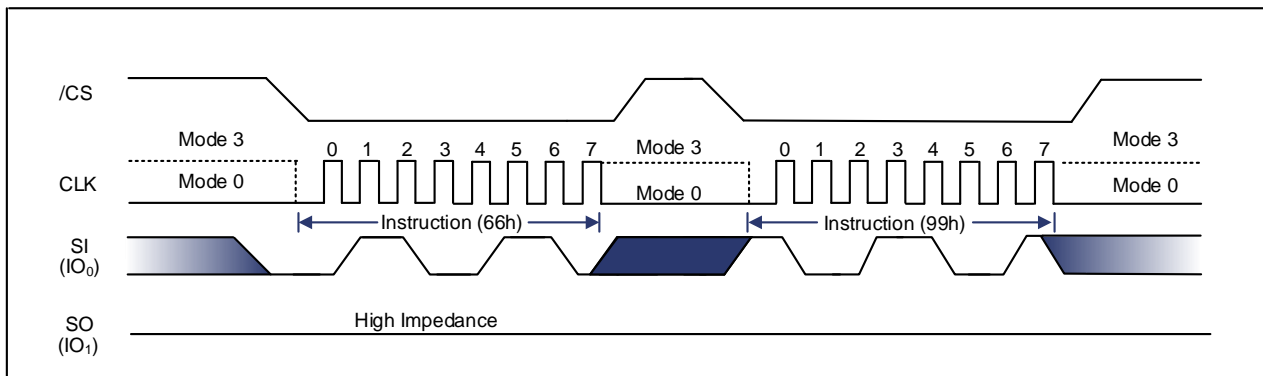 /CS
Mode 3 Mode 3 Mode 3
0 1 2 3 4 5 6 7 0 1 2 3 4 5 6 7
CLK
Mode 0 Mode 0 Mode 0
Instruction (66h) Instruction (99h)
SI
(IO₀)
High Impedance
SO
(IO₁)